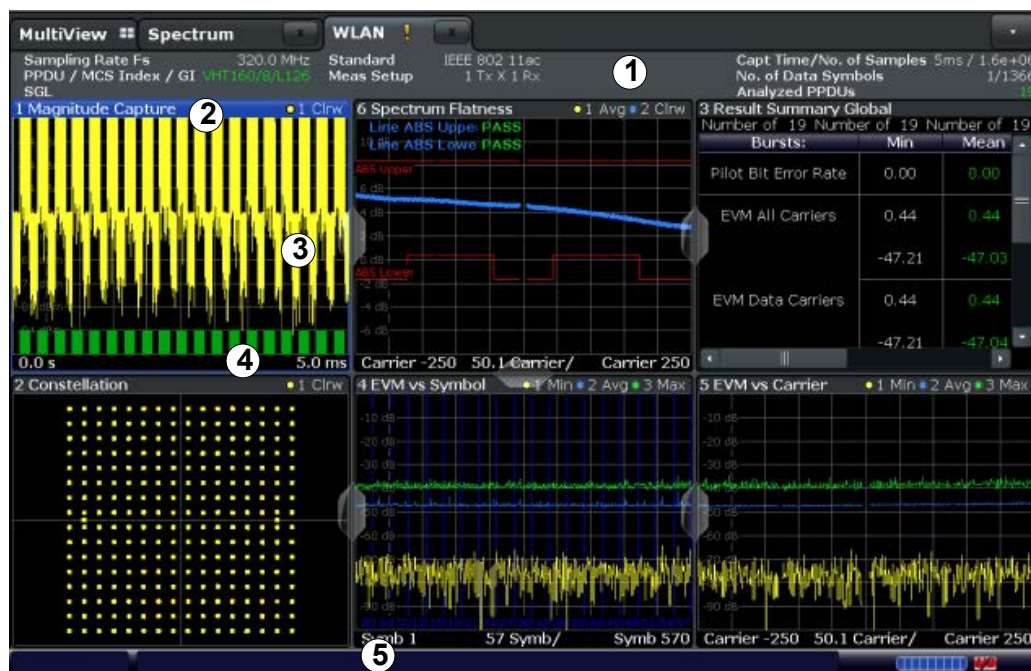 MultiView Spectrum x WLAN ! x
Sampling Rate Fs 320.0 MHz Standard IEEE 802 11ac Capt Time/No. of Samples 5ms / 1.6e+06
PPDU / MCS Index / GI VHT160/8/L126 Meas Setup 1 Tx X 1 Rx No. of Data Symbols 1/1366
SGL Analyzed PPDUs 19
1
1 Magnitude Capture 1 Clrw
2
3
4
0.0 s 5.0 ms
6 Spectrum Flatness 1 Avg 2 Clrw
Line ABS Uppe PASS
Line ABS Lowe PASS
ABS Upper
6 dB
4 dB
2 dB
0 dB
ABS Lower
-2 dB
-4 dB
-6 dB
Carrier -250 50.1 Carrier/ Carrier 250
3 Result Summary Global
Number of 19 Number of 19 Number of 19
Bursts: Min Mean
Pilot Bit Error Rate 0.00 0.00
EVM All Carriers 0.44 0.44
-47.21 -47.03
EVM Data Carriers 0.44 0.44
-47.21 -47.04
2 Constellation 1 Clrw
4 EVM vs Symbol 1 Min 2 Avg 3 Max
-10 dB
-20 dB
-30 dB
-90 dB
Symb 1 57 Symb/ Symb 570
5 EVM vs Carrier 1 Min 2 Avg 3 Max
-10 dB
-20 dB
-30 dB
-90 dB
Carrier -250 50.1 Carrier/ Carrier 250
5